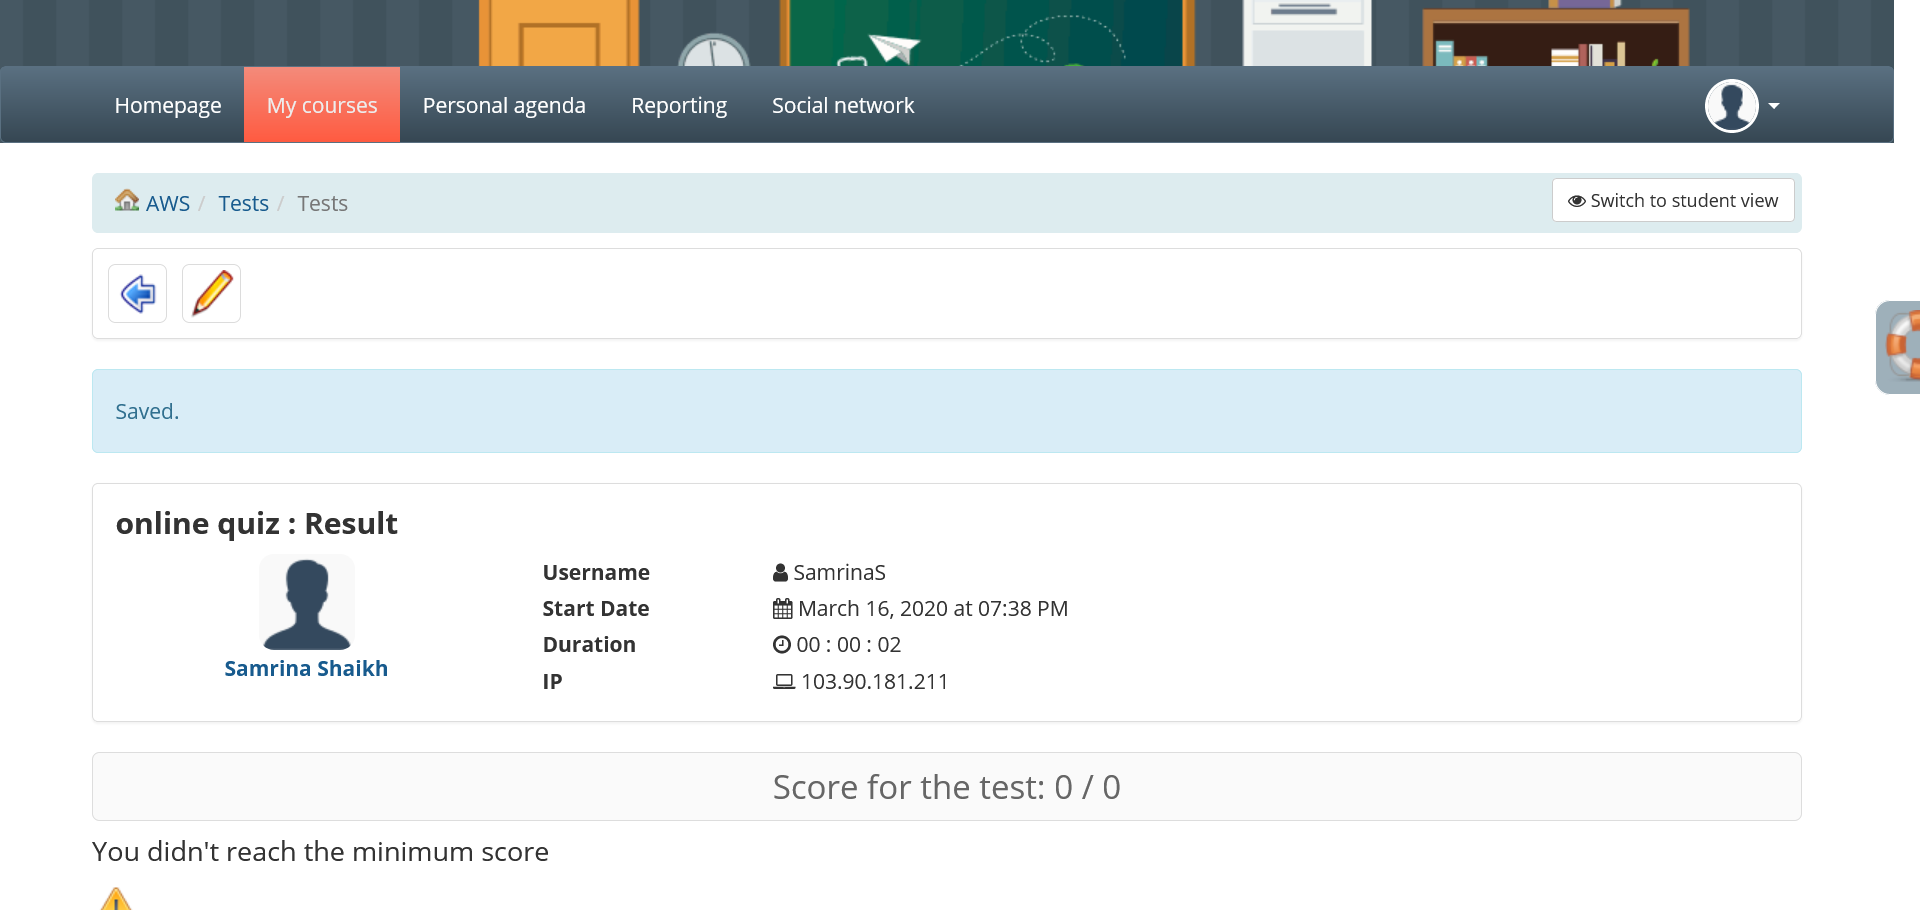 Homepage My courses Personal agenda Reporting Social network
AWS / Tests / Tests
Switch to student view
Saved.
online quiz : Result
Samrina Shaikh
Username SamrinaS
Start Date March 16, 2020 at 07:38 PM
Duration 00 : 00 : 02
IP 103.90.181.211
Score for the test: 0 / 0
You didn't reach the minimum score